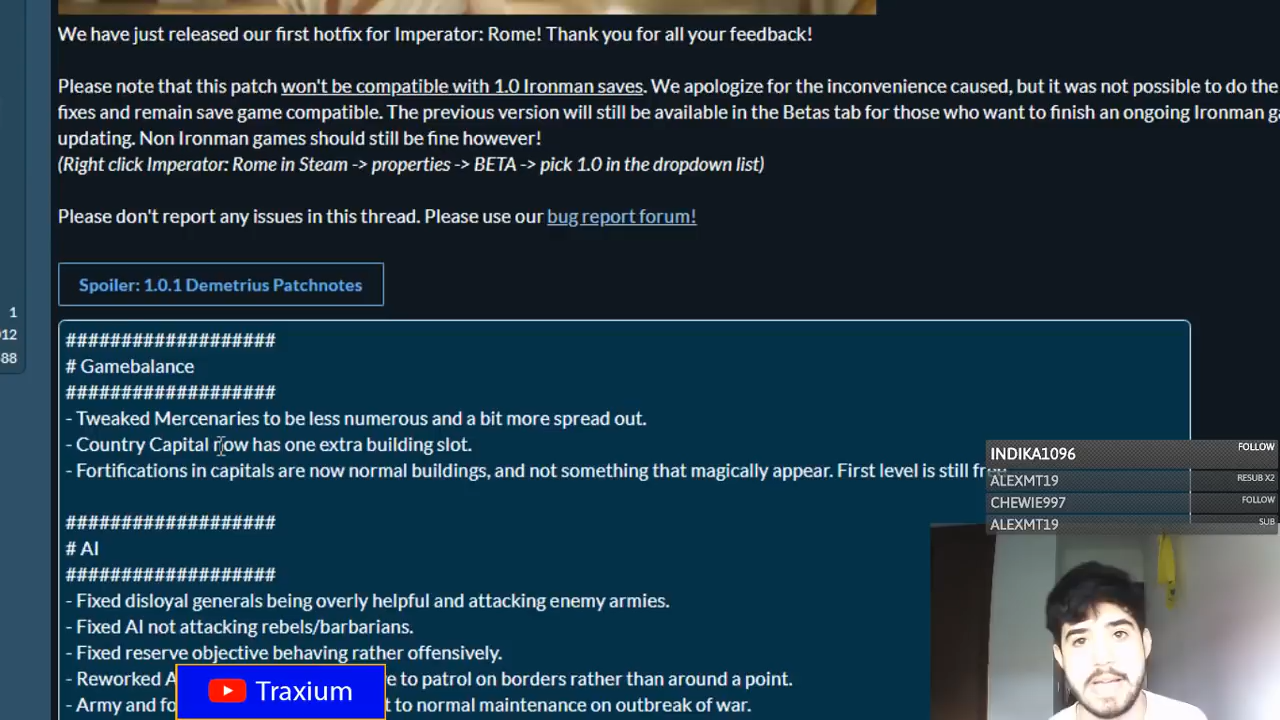 We have just released our first hotfix for Imperator: Rome! Thank you for all your feedback!
Please note that this patch won't be compatible with 1.0 Ironman saves. We apologize for the inconvenience caused, but it was not possible to do the
fixes and remain save game compatible. The previous version will still be available in the Betas tab for those who want to finish an ongoing Ironman
updating. Non Ironman games should still be fine however!
(Right click Imperator: Rome in Steam -> properties -> BETA -> pick 1.0 in the dropdown list)
Please don't report any issues in this thread. Please use our bug report forum!
Spoiler: 1.0.1 Demetrius Patchnotes
1
012
88
###################
# Gamebalance
###################
- Tweaked Mercenaries to be less numerous and a bit more spread out.
- Country Capital now has one extra building slot.
- Fortifications in capitals are now normal buildings, and not something that magically appear. First level is still
###################
# AI
###################
- Fixed disloyal generals being overly helpful and attacking enemy armies.
- Fixed AI not attacking rebels/barbarians.
- Fixed reserve objective behaving rather offensively.
- Reworked to patrol on borders rather than around a point.
- Army and to normal maintenance on outbreak of war.
INDIKA1096 FOLLOW
ALEXMT19 RESUB X2
CHEWIE997 FOLLOW
ALEXMT19 SUB
Traxium